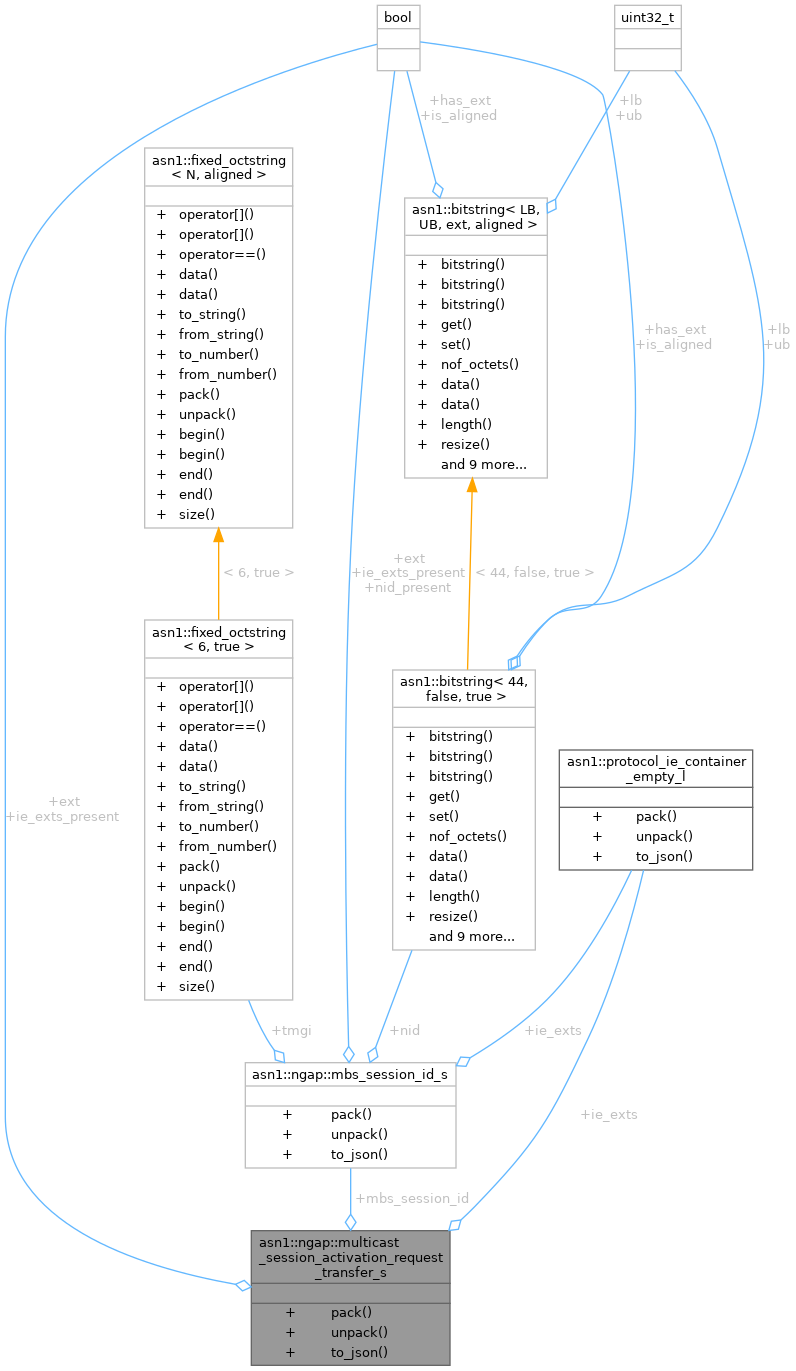 bool
uint32_t
+has_ext
+is_aligned
+lb
+ub
asn1::fixed_octstring
< N, aligned >
+ operator[]()
+ operator[]()
+ operator==()
+ data()
+ data()
+ to_string()
+ from_string()
+ to_number()
+ from_number()
+ pack()
+ unpack()
+ begin()
+ begin()
+ end()
+ end()
+ size()
asn1::bitstring< LB,
UB, ext, aligned >
+ bitstring()
+ bitstring()
+ bitstring()
+ get()
+ set()
+ nof_octets()
+ data()
+ data()
+ length()
+ resize()
and 9 more...
+has_ext
+is_aligned
+lb
+ub
< 6, true >
+ext
+ie_exts_present
+nid_present
< 44, false, true >
asn1::fixed_octstring
< 6, true >
+ operator[]()
+ operator[]()
+ operator==()
+ data()
+ data()
+ to_string()
+ from_string()
+ to_number()
+ from_number()
+ pack()
+ unpack()
+ begin()
+ begin()
+ end()
+ end()
+ size()
asn1::bitstring< 44,
false, true >
+ bitstring()
+ bitstring()
+ bitstring()
+ get()
+ set()
+ nof_octets()
+ data()
+ data()
+ length()
+ resize()
and 9 more...
asn1::protocol_ie_container
_empty_l
+ pack()
+ unpack()
+ to_json()
+ext
+ie_exts_present
+tmgi
+nid
+ie_exts
asn1::ngap::mbs_session_id_s
+ pack()
+ unpack()
+ to_json()
+ie_exts
+mbs_session_id
asn1::ngap::multicast
_session_activation_request
_transfer_s
+ pack()
+ unpack()
+ to_json()